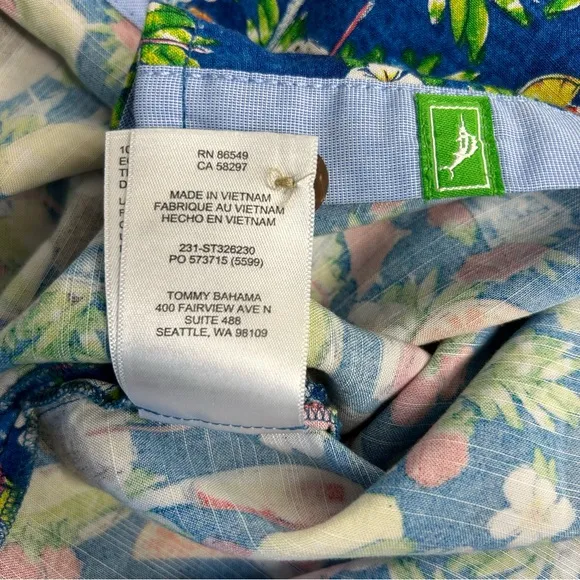 RN 86549
CA 58297
MADE IN VIETNAM
FABRIQUE AU VIETNAM
HECHO EN VIETNAM
231-ST326230
PO 573715 (5599)
TOMMY BAHAMA
400 FAIRVIEW AVE N
SUITE 488
SEATTLE, WA 98109